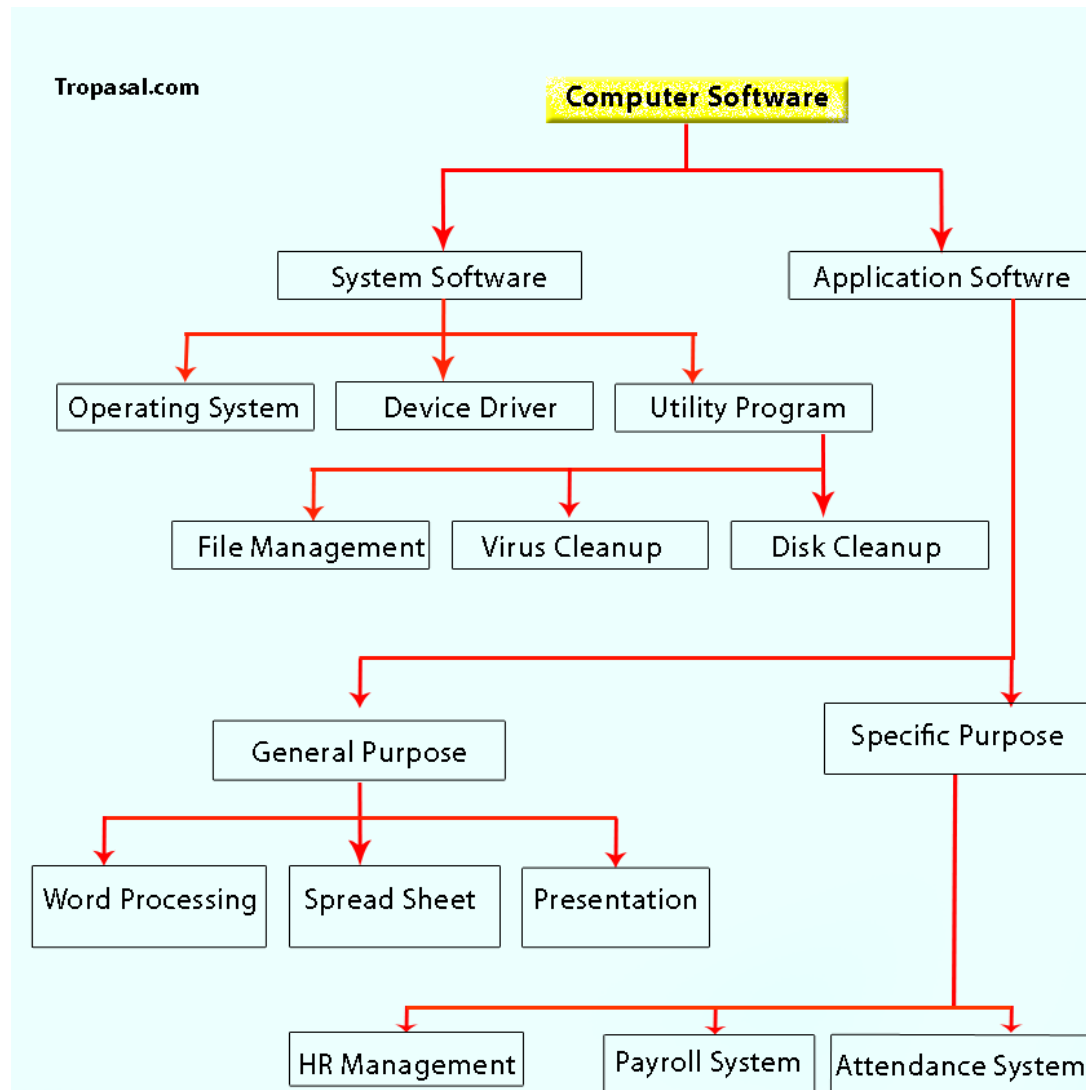 Tropasal.com
Computer Software
System Software
Application Softwre
Operating System
Device Driver
Utility Program
File Management
Virus Cleanup
Disk Cleanup
General Purpose
Specific Purpose
Word Processing
Spread Sheet
Presentation
HR Management
Payroll System
Attendance System